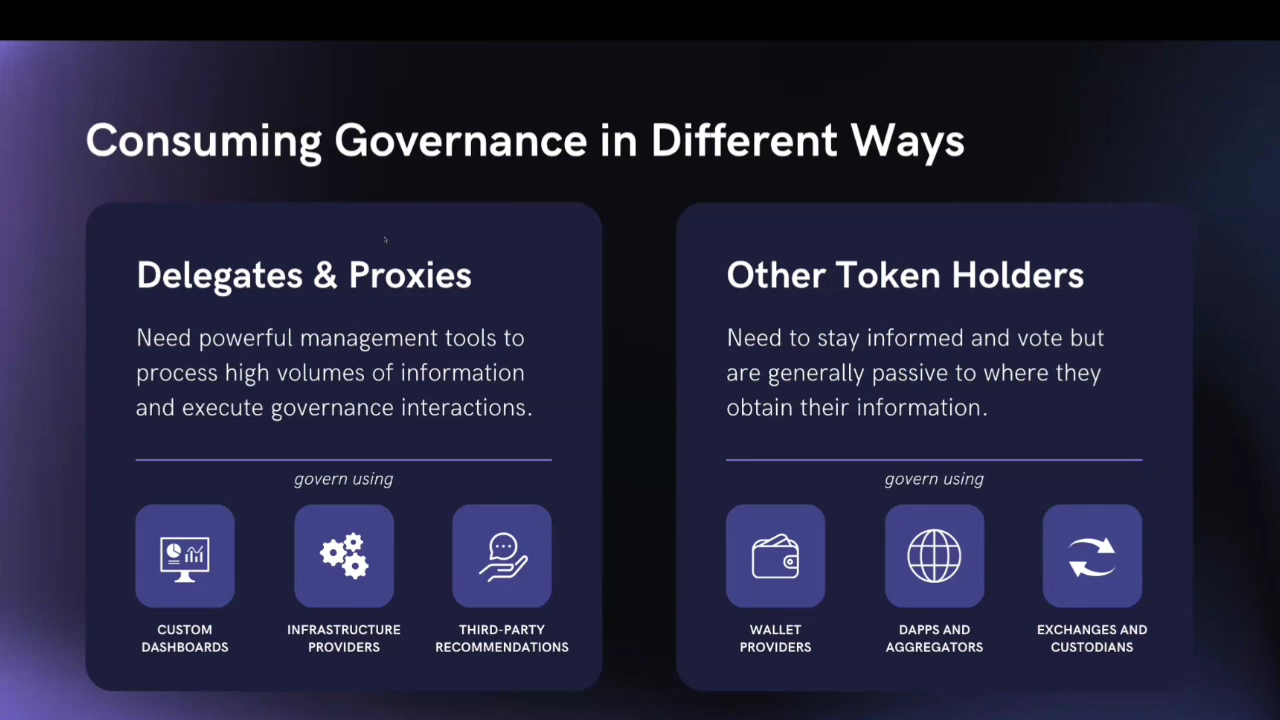 Consuming Governance in Different Ways
Delegates & Proxies
Need powerful management tools to
process high volumes of information
and execute governance interactions.
govern using
CUSTOM
DASHBOARDS
INFRASTRUCTURE
PROVIDERS
THIRD-PARTY
RECOMMENDATIONS
Other Token Holders
Need to stay informed and vote but
are generally passive to where they
obtain their information.
govern using
WALLET
PROVIDERS
DAPPS AND
AGGREGATORS
EXCHANGES AND
CUSTODIANS